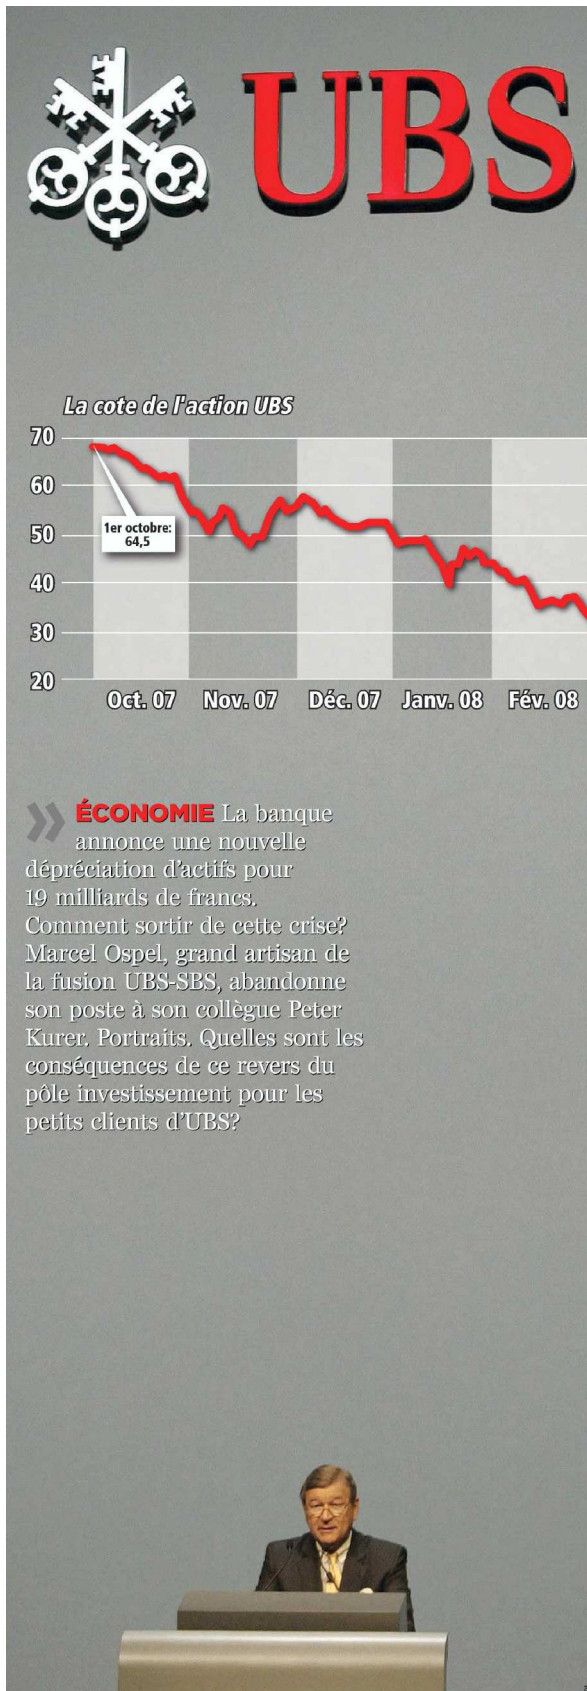 UBS
La cote de l'action UBS
70
60
50
40
30
20
1er octobre:
64,5
Oct. 07 Nov. 07 Déc. 07 Janv. 08 Fév. 08
» ÉCONOMIE La banque
annonce une nouvelle
dépréciation d'actifs pour
19 milliards de francs.
Comment sortir de cette crise?
Marcel Ospel, grand artisan de
la fusion UBS-SBS, abandonne
son poste à son collègue Peter
Kurer. Portraits. Quelles sont les
conséquences de ce revers du
pôle investissement pour les
petits clients d'UBS?